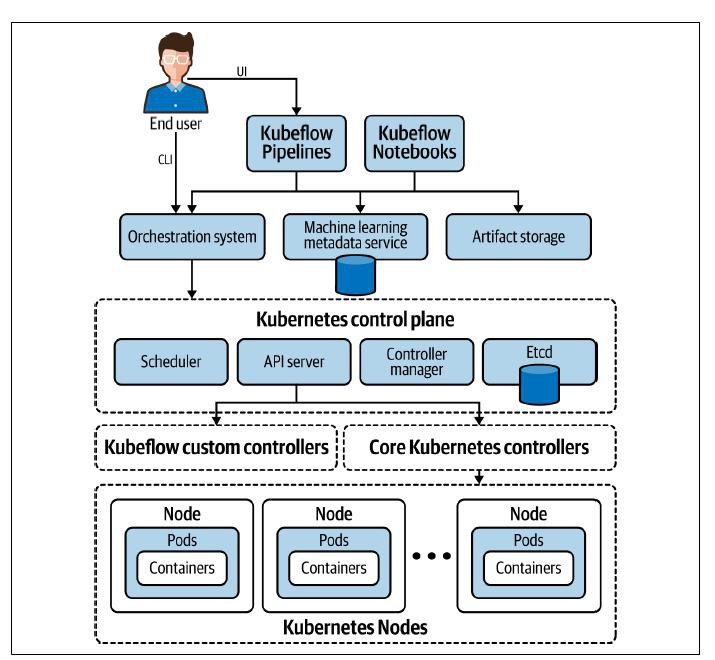 UI
End user
Kubeflow
Pipelines
Kubeflow
Notebooks
CLI
Orchestration system
Machine learning
metadata service
Artifact storage
Kubernetes control plane
Scheduler
API server
Controller
manager
Etcd
Kubeflow custom controllers
Core Kubernetes controllers
Node
Pods
Containers
Node
Pods
Containers
Node
Pods
Containers
Kubernetes Nodes